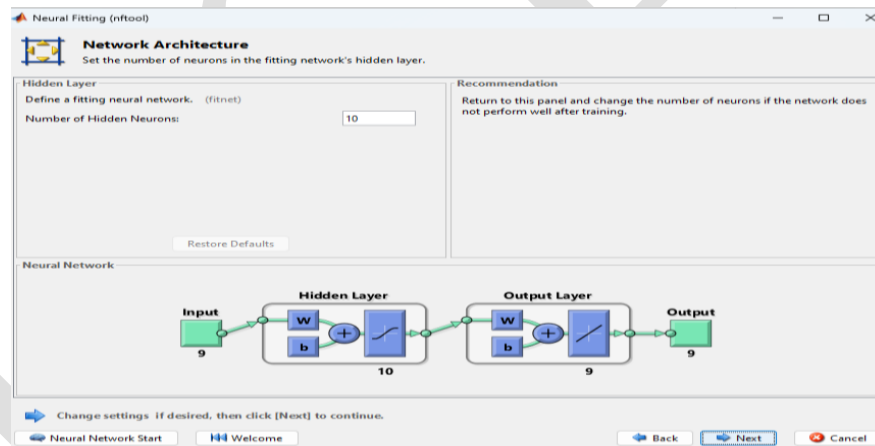 Neural Fitting (nftool)
Network Architecture
Set the number of neurons in the fitting network's hidden layer.
Hidden Layer
Define a fitting neural network. (fitnet)
Number of Hidden Neurons: 10
Restore Defaults
Recommendation
Return to this panel and change the number of neurons if the network does
not perform well after training.
Neural Network
Hidden Layer
Output Layer
Input
Output
W
W
b
b
9
10
9
9
Change settings if desired, then click [Next] to continue.
Neural Network Start
Welcome
Back
Next
Cancel